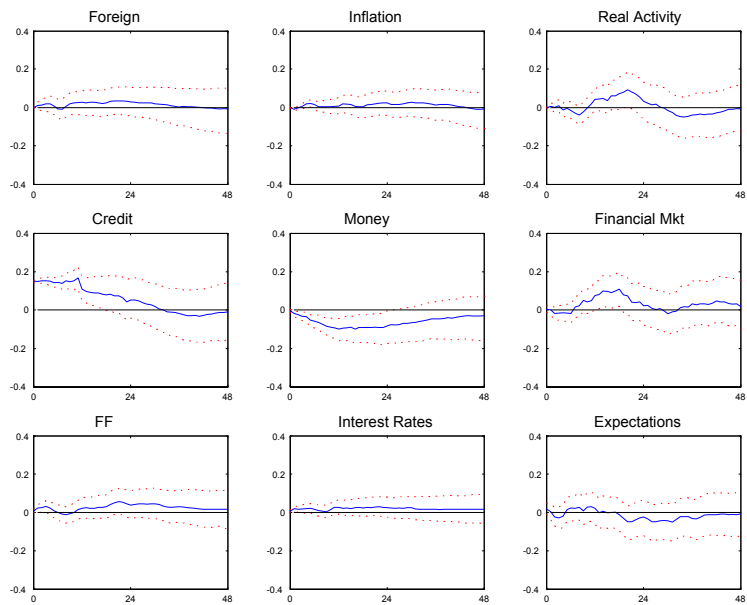 Foreign Inflation Real Activity
0.4 0.4 0.4
0.2 0.2 0.2
0 0 0
-0.2 -0.2 -0.2
-0.4 -0.4 -0.4
0 24 48 0 24 48 0 24 48
Credit Money Financial Mkt
0.4 0.4 0.4
0.2 0.2 0.2
0 0 0
-0.2 -0.2 -0.2
-0.4 -0.4 -0.4
0 24 48 0 24 48 0 24 48
FF Interest Rates Expectations
0.4 0.4 0.4
0.2 0.2 0.2
0 0 0
-0.2 -0.2 -0.2
-0.4 -0.4 -0.4
0 24 48 0 24 48 0 24 48